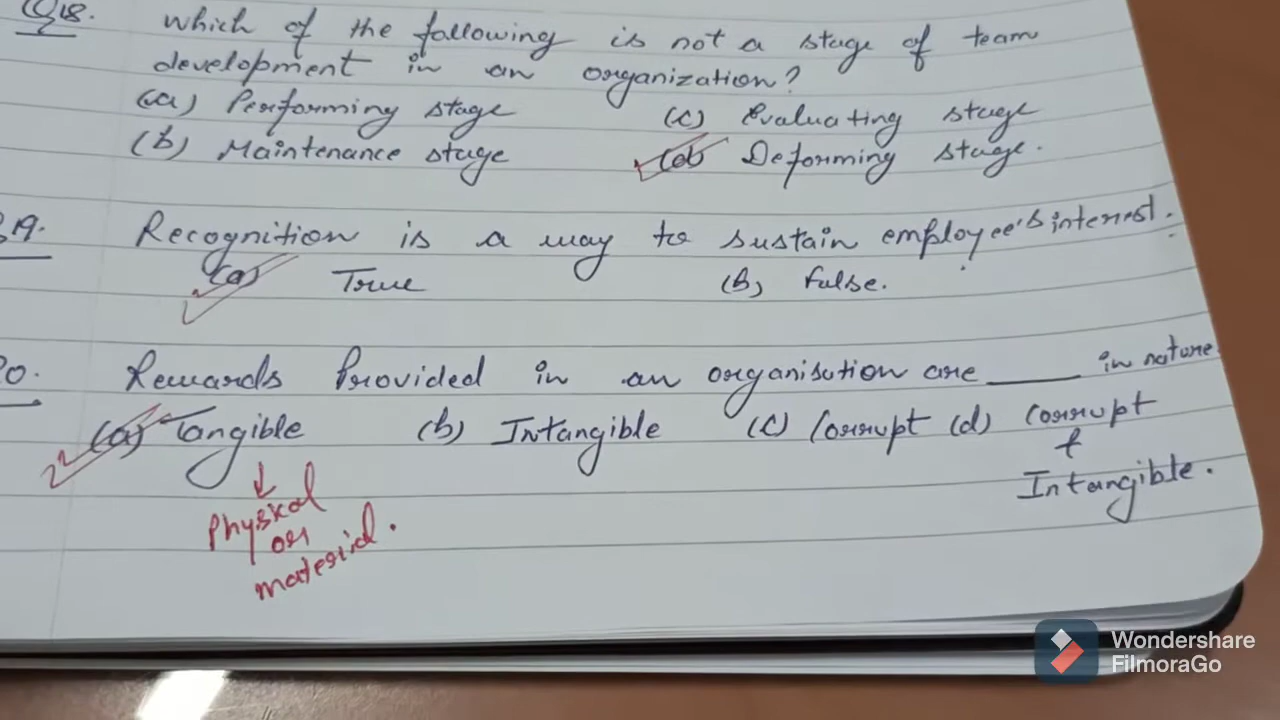 Q18. Which of the following is not a stage of team
development in an organization?
(a) Performing stage (c) Evaluating stage
(b) Maintenance stage (d) Deforming stage.
19. Recognition is a way to sustain employee's interest.
(a) True (b) False.
0. Rewards Provided in an organisation are _____ in nature.
(a) Tangible (b) Intangible (c) Corrupt (d) Corrupt
&
Intangible.
↓
Physical
or
material.
Wondershare
FilmoraGo